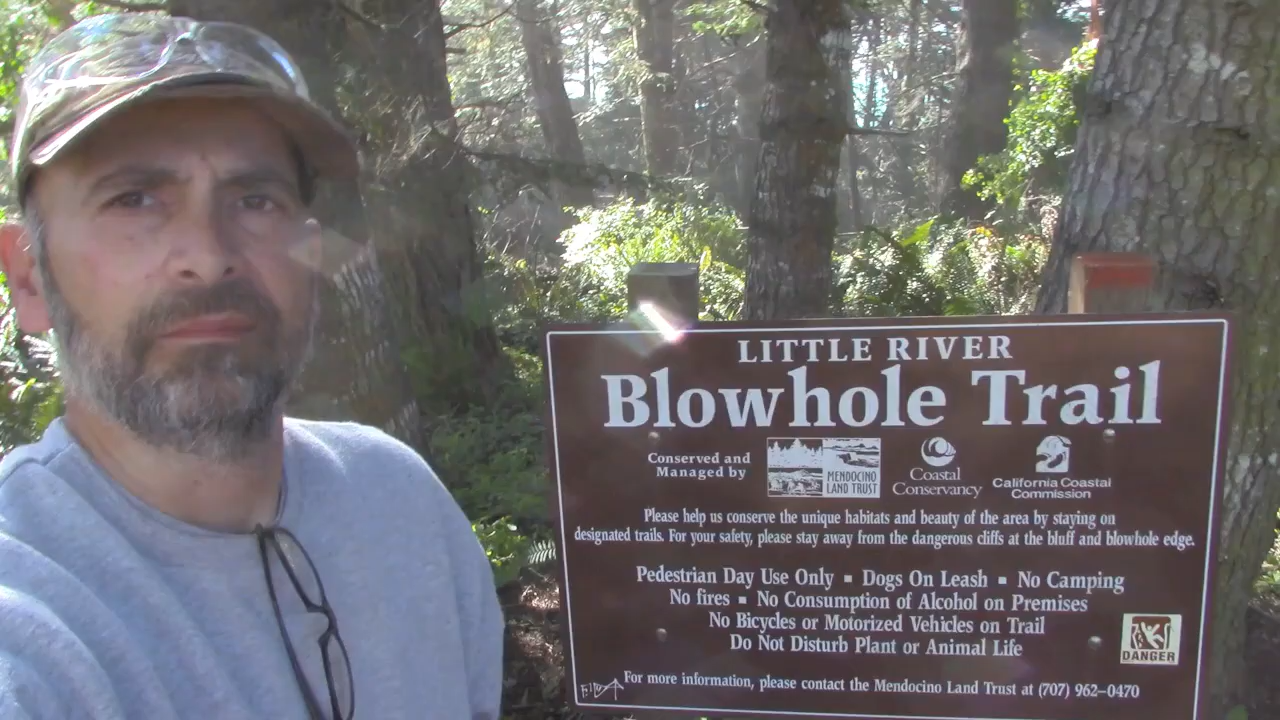 LITTLE RIVER
Blowhole Trail
Conserved and
Managed by
MENDOCINO
LAND TRUST
Coastal
Conservancy
California Coastal
Commission
Please help us conserve the unique habitats and beauty of the area by staying on
designated trails. For your safety, please stay away from the dangerous cliffs at the bluff and blowhole edge.
Pedestrian Day Use Only ▪ Dogs On Leash ▪ No Camping
No fires ▪ No Consumption of Alcohol on Premises
No Bicycles or Motorized Vehicles on Trail
Do Not Disturb Plant or Animal Life
DANGER
For more information, please contact the Mendocino Land Trust at (707) 962–0470